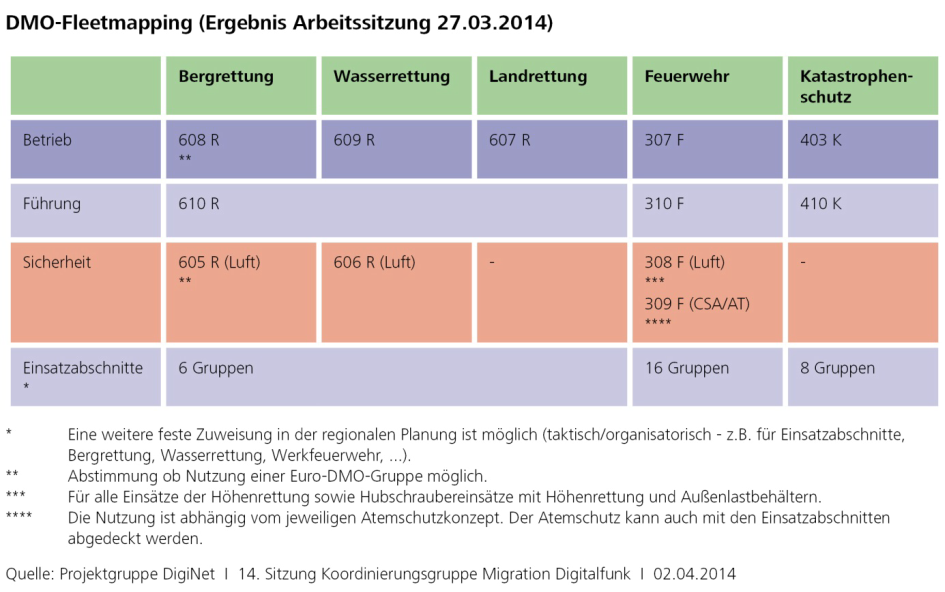 DMO-Fleetmapping (Ergebnis Arbeitssitzung 27.03.2014)
Bergrettung Wasserrettung Landrettung Feuerwehr Katastrophen-
schutz
Betrieb 608 R 609 R 607 R 307 F 403 K
**
Führung 610 R 310 F 410 K
Sicherheit 605 R (Luft) 606 R (Luft) - 308 F (Luft) -
** ***
309 F (CSA/AT)
****
Einsatzabschnitte 6 Gruppen 16 Gruppen 8 Gruppen
*
* Eine weitere feste Zuweisung in der regionalen Planung ist möglich (taktisch/organisatorisch - z.B. für Einsatzabschnitte,
Bergrettung, Wasserrettung, Werkfeuerwehr, ...).
** Abstimmung ob Nutzung einer Euro-DMO-Gruppe möglich.
*** Für alle Einsätze der Höhenrettung sowie Hubschraubereinsätze mit Höhenrettung und Außenlastbehältern.
**** Die Nutzung ist abhängig vom jeweiligen Atemschutzkonzept. Der Atemschutz kann auch mit den Einsatzabschnitten
abgedeckt werden.
Quelle: Projektgruppe DigiNet I 14. Sitzung Koordinierungsgruppe Migration Digitalfunk I 02.04.2014